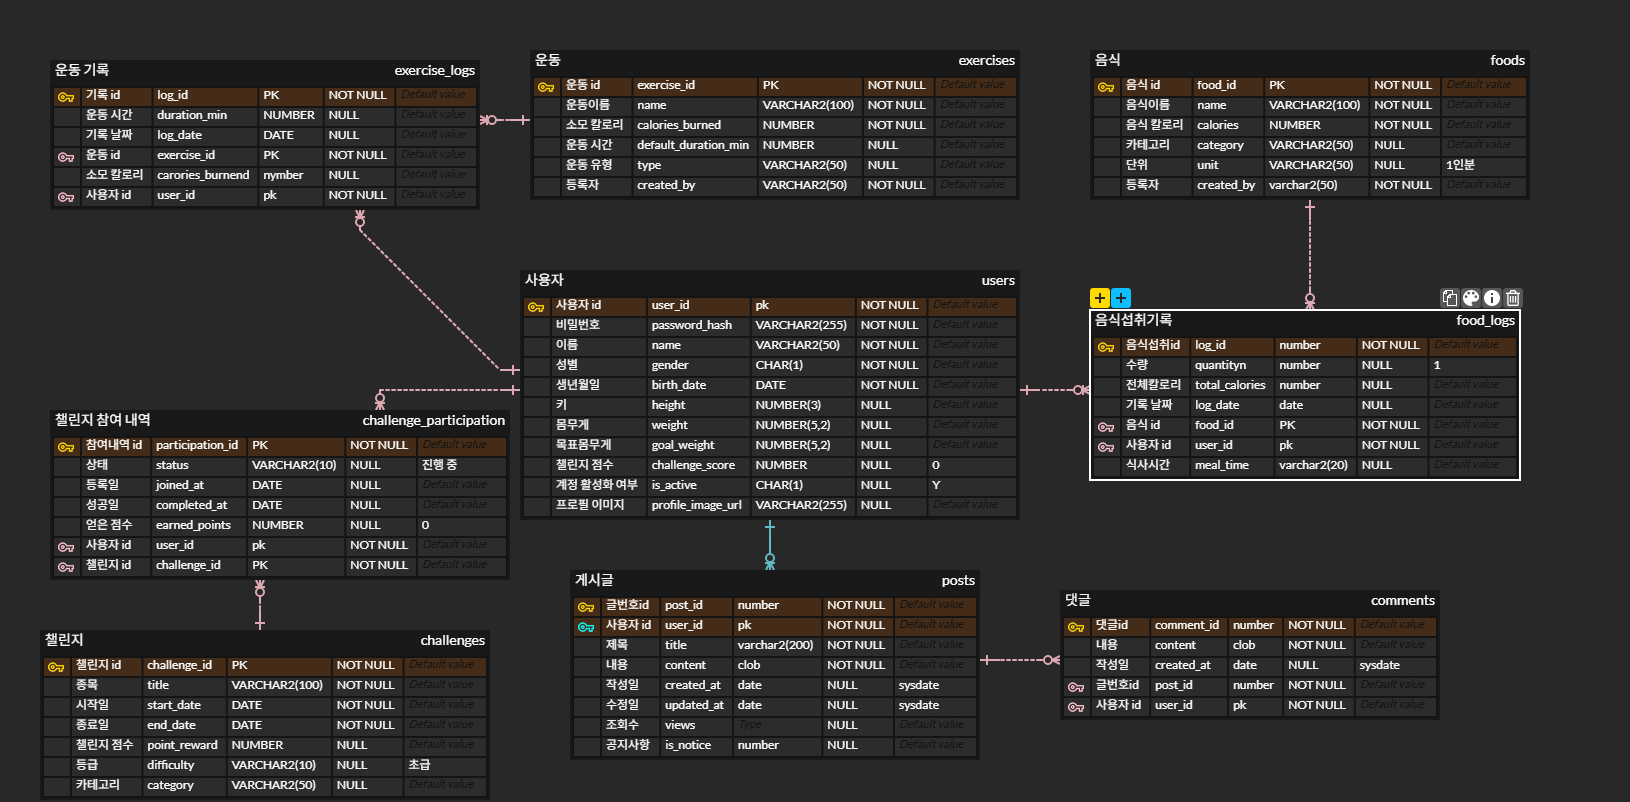 운동 기록 exercise_logs
기록 id log_id PK NOT NULL Default value
운동 시간 duration_min NUMBER NULL Default value
기록 날짜 log_date DATE NULL Default value
운동 id exercise_id PK NOT NULL Default value
소모 칼로리 carories_burnend nymber NULL Default value
사용자 id user_id pk NOT NULL Default value
운동 exercises
운동 id exercise_id PK NOT NULL Default value
운동이름 name VARCHAR2(100) NOT NULL Default value
소모 칼로리 calories_burned NUMBER NOT NULL Default value
운동 시간 default_duration_min NUMBER NULL Default value
운동 유형 type VARCHAR2(50) NULL Default value
등록자 created_by VARCHAR2(50) NOT NULL Default value
음식 foods
음식 id food_id PK NOT NULL Default value
음식이름 name VARCHAR2(100) NOT NULL Default value
음식 칼로리 calories NUMBER NOT NULL Default value
카테고리 category VARCHAR2(50) NULL Default value
단위 unit VARCHAR2(50) NULL 1인분
등록자 created_by varchar2(50) NOT NULL Default value
사용자 users
사용자 id user_id pk NOT NULL Default value
비밀번호 password_hash VARCHAR2(255) NOT NULL Default value
이름 name VARCHAR2(50) NOT NULL Default value
성별 gender CHAR(1) NOT NULL Default value
생년월일 birth_date DATE NOT NULL Default value
키 height NUMBER(3) NULL Default value
몸무게 weight NUMBER(5,2) NULL Default value
목표몸무게 goal_weight NUMBER(5,2) NULL Default value
챌린지 점수 challenge_score NUMBER NULL 0
계정 활성화 여부 is_active CHAR(1) NULL Y
프로필 이미지 profile_image_url VARCHAR2(255) NULL Default value
음식섭취기록 food_logs
음식섭취id log_id number NOT NULL Default value
수량 quantityn number NULL 1
전체칼로리 total_calories number NULL Default value
기록 날짜 log_date date NULL Default value
음식 id food_id PK NOT NULL Default value
사용자 id user_id pk NOT NULL Default value
식사시간 meal_time varchar2(20) NULL Default value
챌린지 참여 내역 challenge_participation
참여내역 id participation_id PK NOT NULL Default value
상태 status VARCHAR2(10) NULL 진행 중
등록일 joined_at DATE NULL Default value
성공일 completed_at DATE NULL Default value
얻은 점수 earned_points NUMBER NULL 0
사용자 id user_id pk NOT NULL Default value
챌린지 id challenge_id PK NOT NULL Default value
게시글 posts
글번호id post_id number NOT NULL Default value
사용자 id user_id pk NOT NULL Default value
제목 title varchar2(200) NOT NULL Default value
내용 content clob NOT NULL Default value
작성일 created_at date NULL sysdate
수정일 updated_at date NULL sysdate
조회수 views Type NULL Default value
공지사항 is_notice number NULL Default value
댓글 comments
댓글id comment_id number NOT NULL Default value
내용 content clob NOT NULL Default value
작성일 created_at date NULL sysdate
글번호id post_id number NOT NULL Default value
사용자 id user_id pk NOT NULL Default value
챌린지 challenges
챌린지 id challenge_id PK NOT NULL Default value
종목 title VARCHAR2(100) NOT NULL Default value
시작일 start_date DATE NOT NULL Default value
종료일 end_date DATE NOT NULL Default value
챌린지 점수 point_reward NUMBER NULL Default value
등급 difficulty VARCHAR2(10) NULL 초급
카테고리 category VARCHAR2(50) NULL Default value